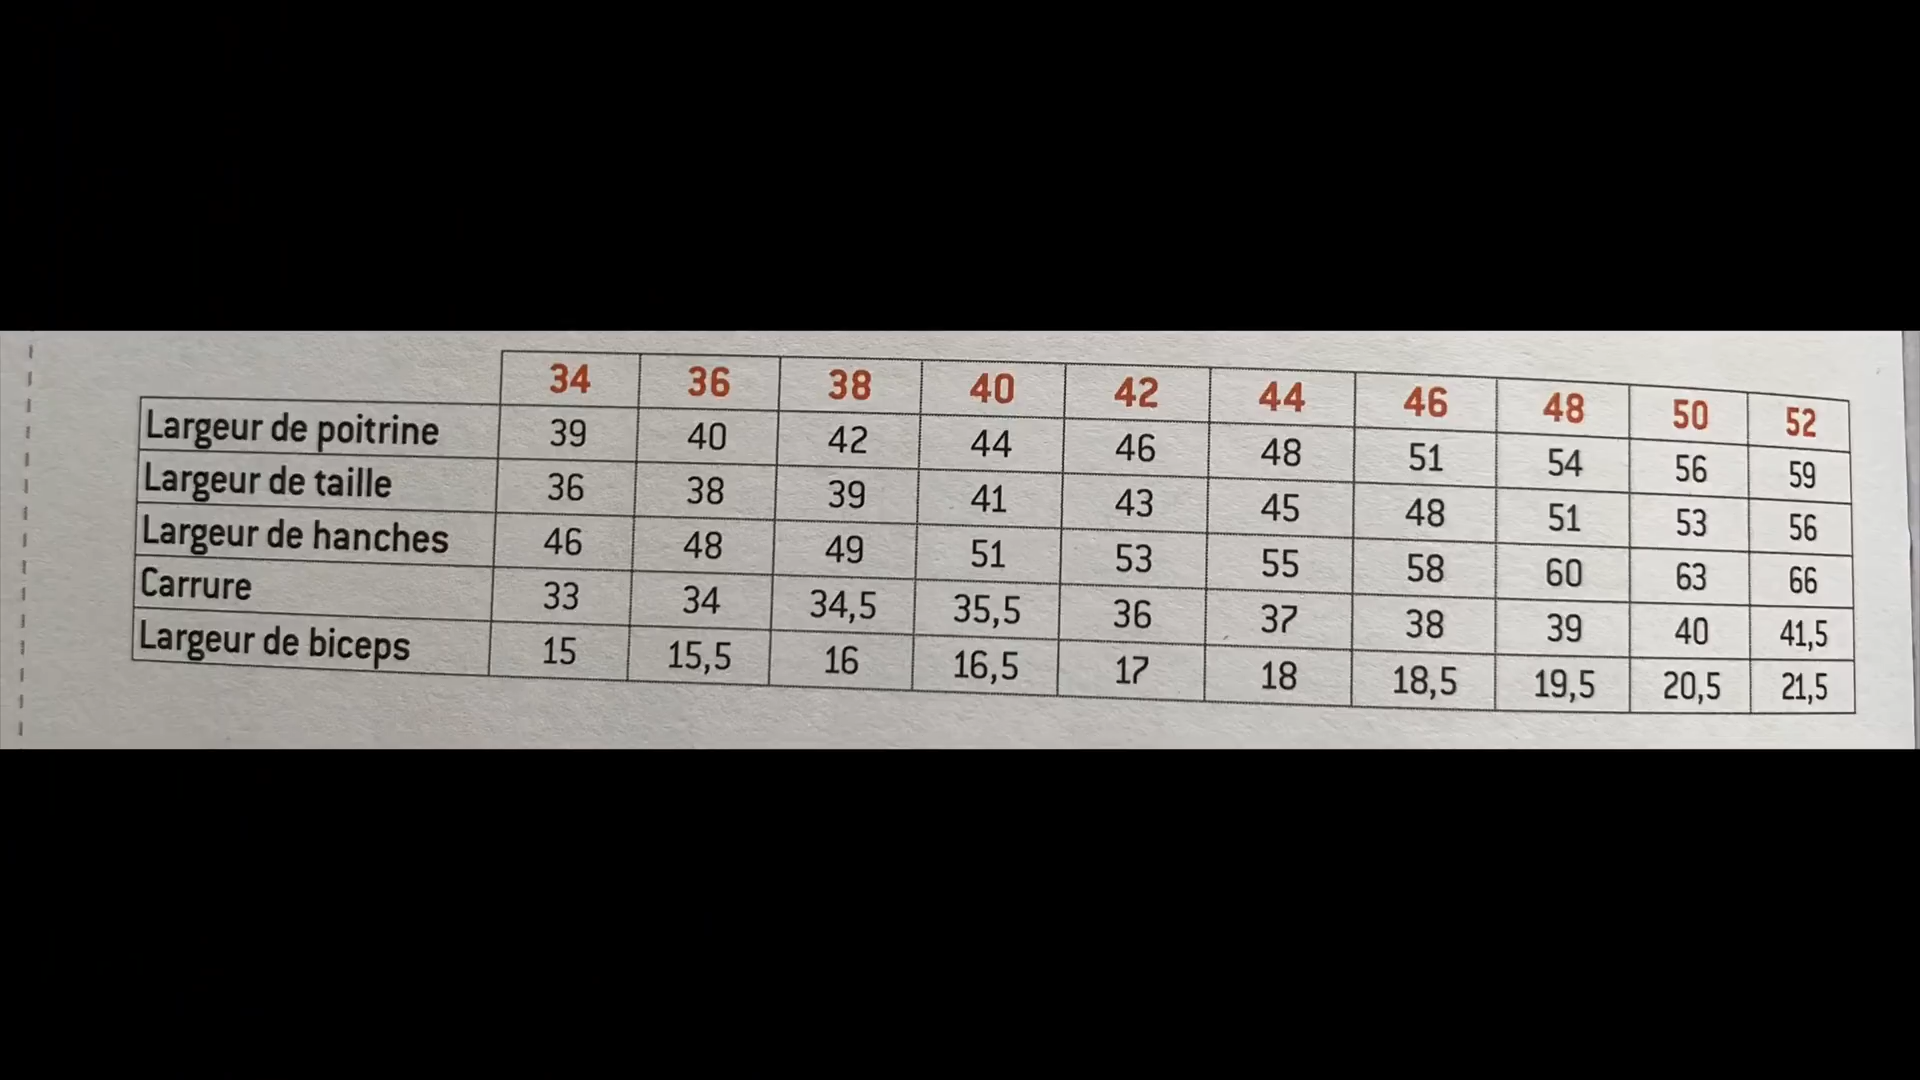 34 36 38 40 42 44 46 48 50 52
Largeur de poitrine 39 40 42 44 46 48 51 54 56 59
Largeur de taille 36 38 39 41 43 45 48 51 53 56
Largeur de hanches 46 48 49 51 53 55 58 60 63 66
Carrure 33 34 34,5 35,5 36 37 38 39 40 41,5
Largeur de biceps 15 15,5 16 16,5 17 18 18,5 19,5 20,5 21,5